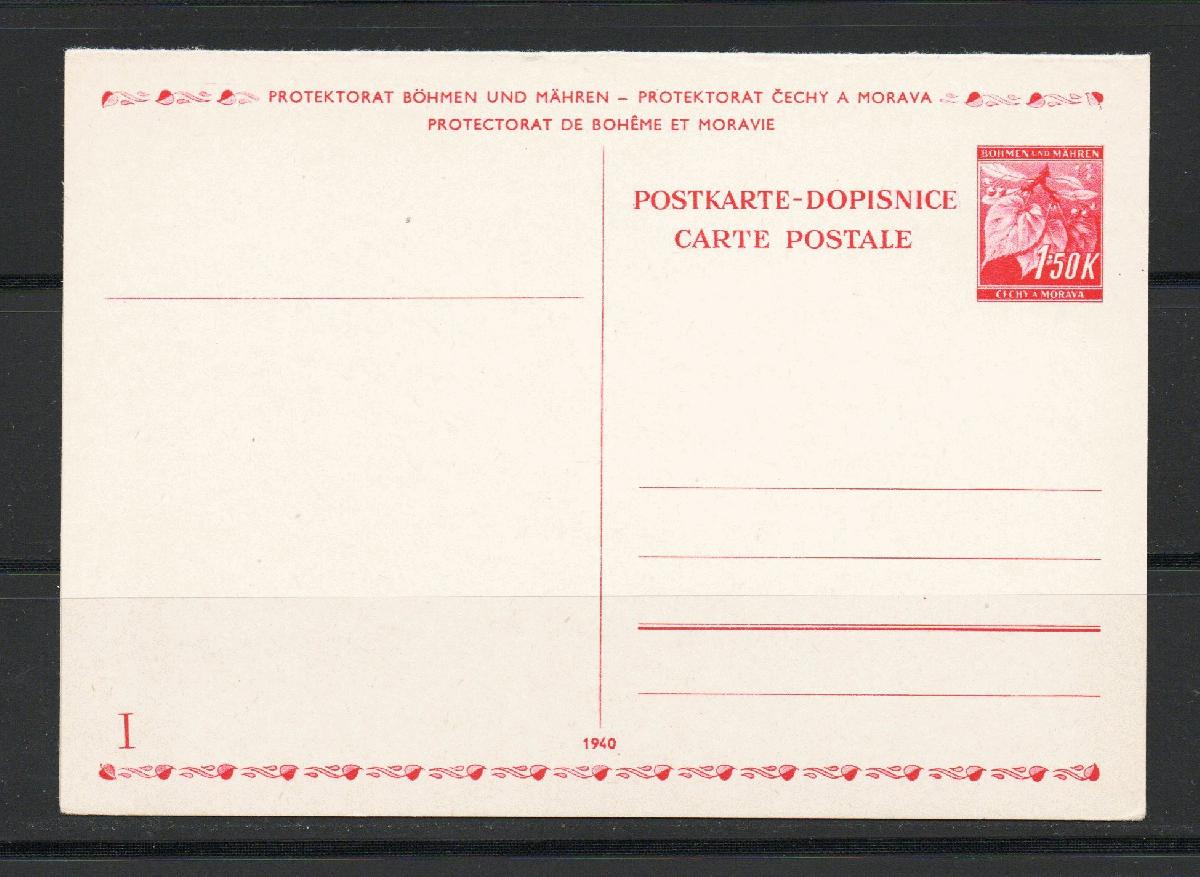 PROTEKTORAT BÖHMEN UND MÄHREN – PROTEKTORAT ČECHY A MORAVA
PROTECTORAT DE BOHÊME ET MORAVIE
BÖHMEN UND MÄHREN
POSTKARTE-DOPISNICE
CARTE POSTALE
1·50 K
ČECHY A MORAVA
I
1940